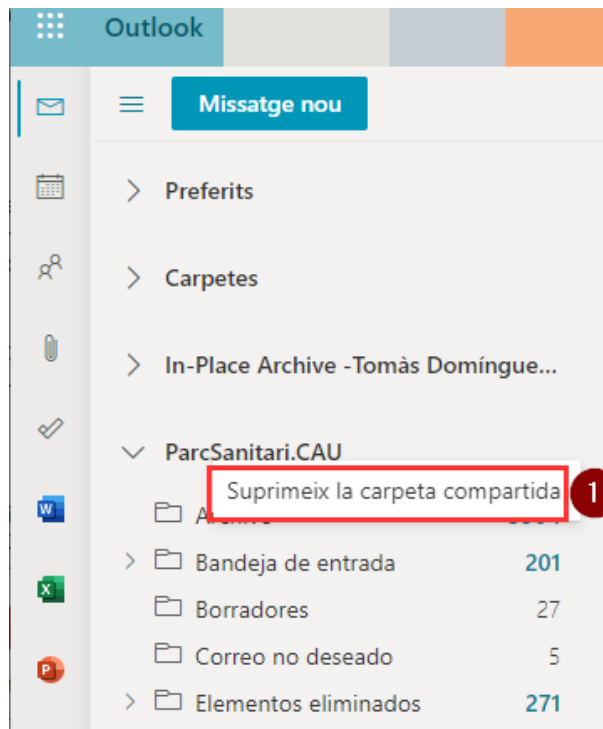 Outlook
Missatge nou
Preferits
Carpetes
In-Place Archive -Tomàs Domíngue...
ParcSanitari.CAU
Suprimeix la carpeta compartida 1
Bandeja de entrada 201
Borradores 27
Correo no deseado 5
Elementos eliminados 271